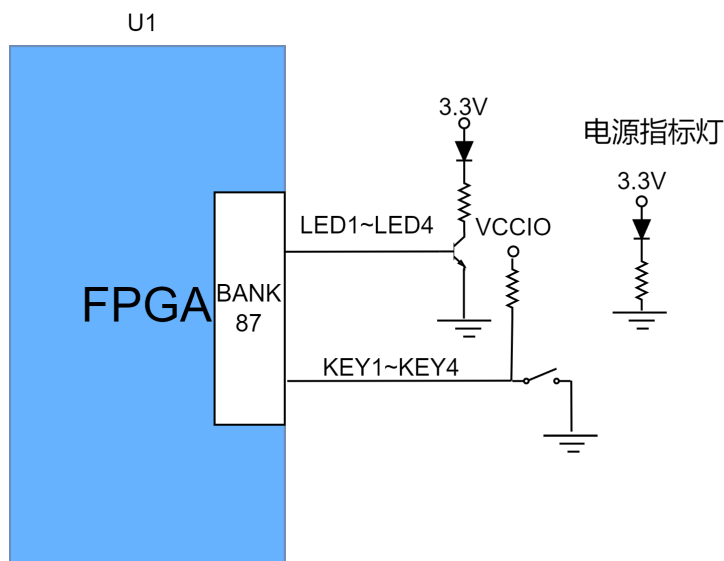 U1
3.3V
电源指标灯
3.3V
LED1~LED4
VCCIO
FPGA
BANK
87
KEY1~KEY4